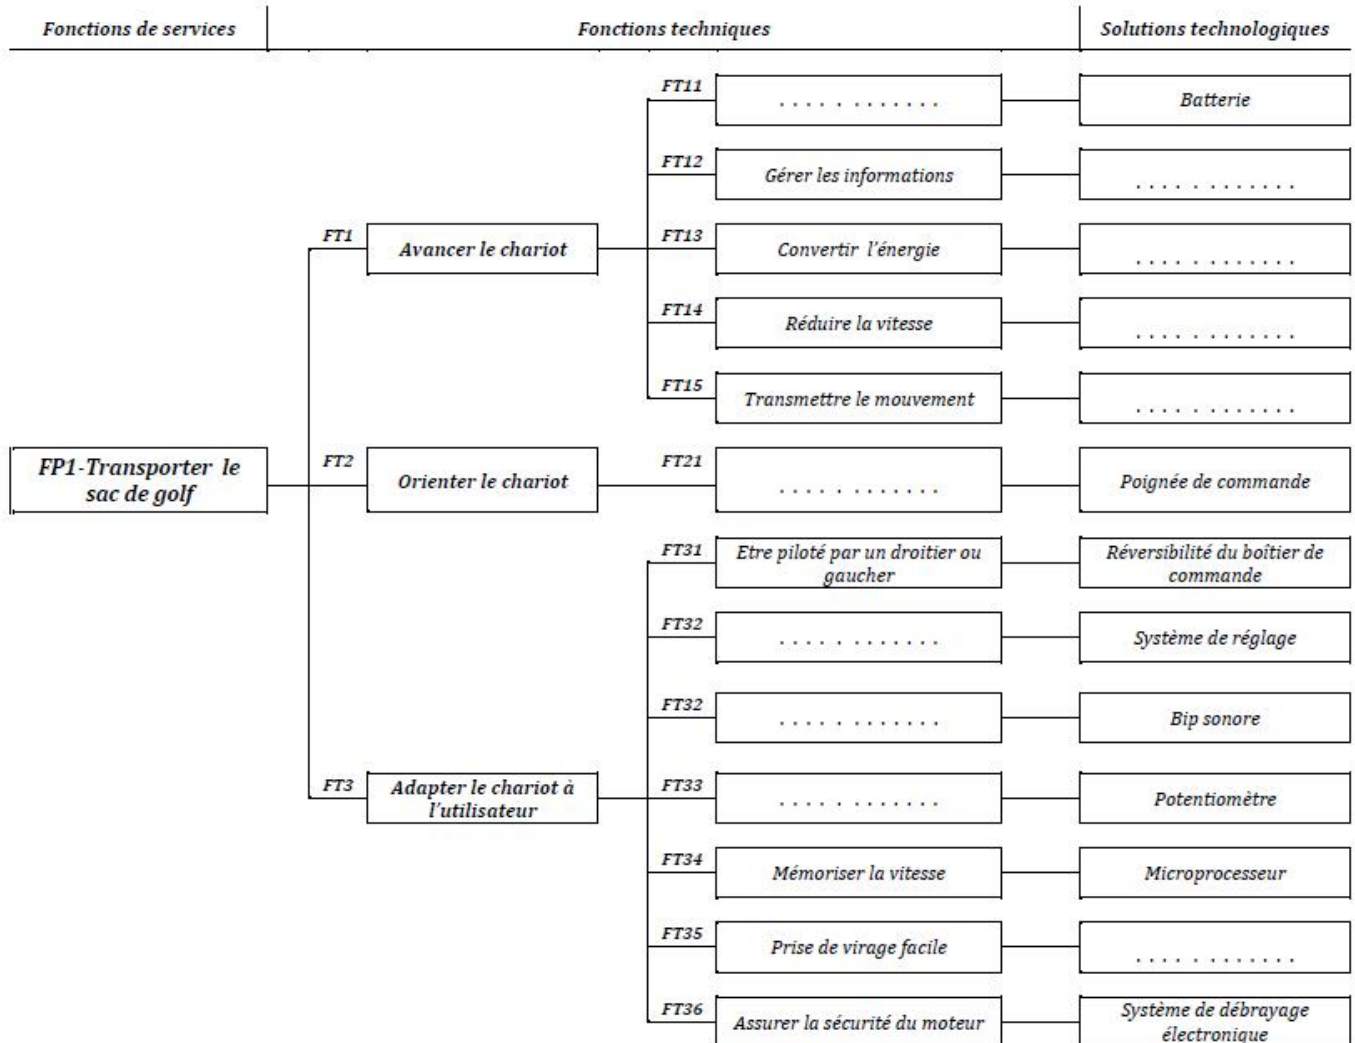 Fonctions de services
Fonctions techniques
Solutions technologiques
FT11
. . . . . . . . . . . .
Batterie
FT12
Gérer les informations
. . . . . . . . . . . .
FT1
Avancer le chariot
FT13
Convertir l'énergie
. . . . . . . . . . . .
FT14
Réduire la vitesse
. . . . . . . . . . . .
FT15
Transmettre le mouvement
. . . . . . . . . . . .
FP1-Transporter le
sac de golf
FT2
Orienter le chariot
FT21
. . . . . . . . . . . .
Poignée de commande
FT31
Etre piloté par un droitier ou
gaucher
Réversibilité du boîtier de
commande
FT32
. . . . . . . . . . . .
Système de réglage
FT32
. . . . . . . . . . . .
Bip sonore
FT3
Adapter le chariot à
l'utilisateur
FT33
. . . . . . . . . . . .
Potentiomètre
FT34
Mémoriser la vitesse
Microprocesseur
FT35
Prise de virage facile
. . . . . . . . . . . .
FT36
Assurer la sécurité du moteur
Système de débrayage
électronique